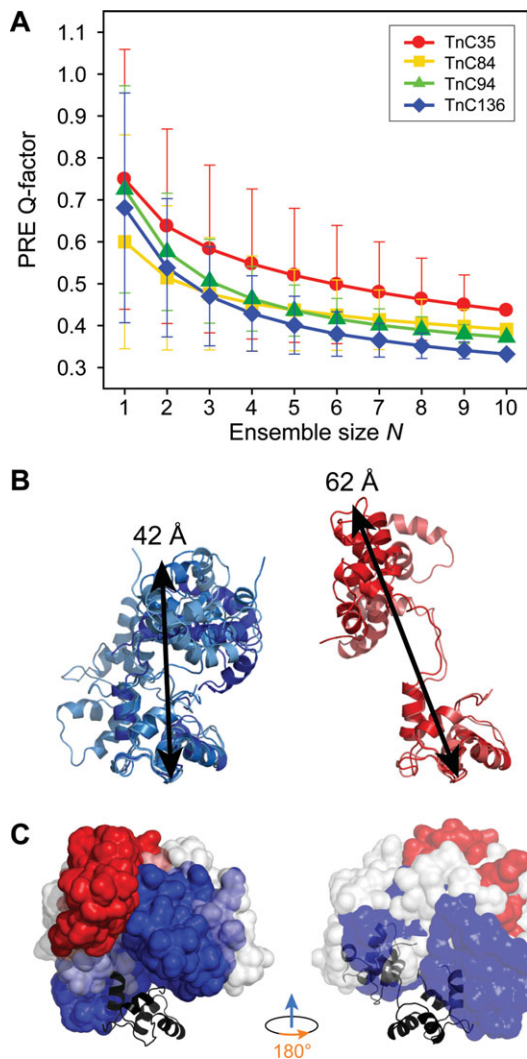 A
1.1
1.0
0.9
0.8
0.7
0.6
0.5
0.4
0.3
PRE Q-factor
TnC35
TnC84
TnC94
TnC136
1 2 3 4 5 6 7 8 9 10
Ensemble size N
B
42 Å
62 Å
C
180°